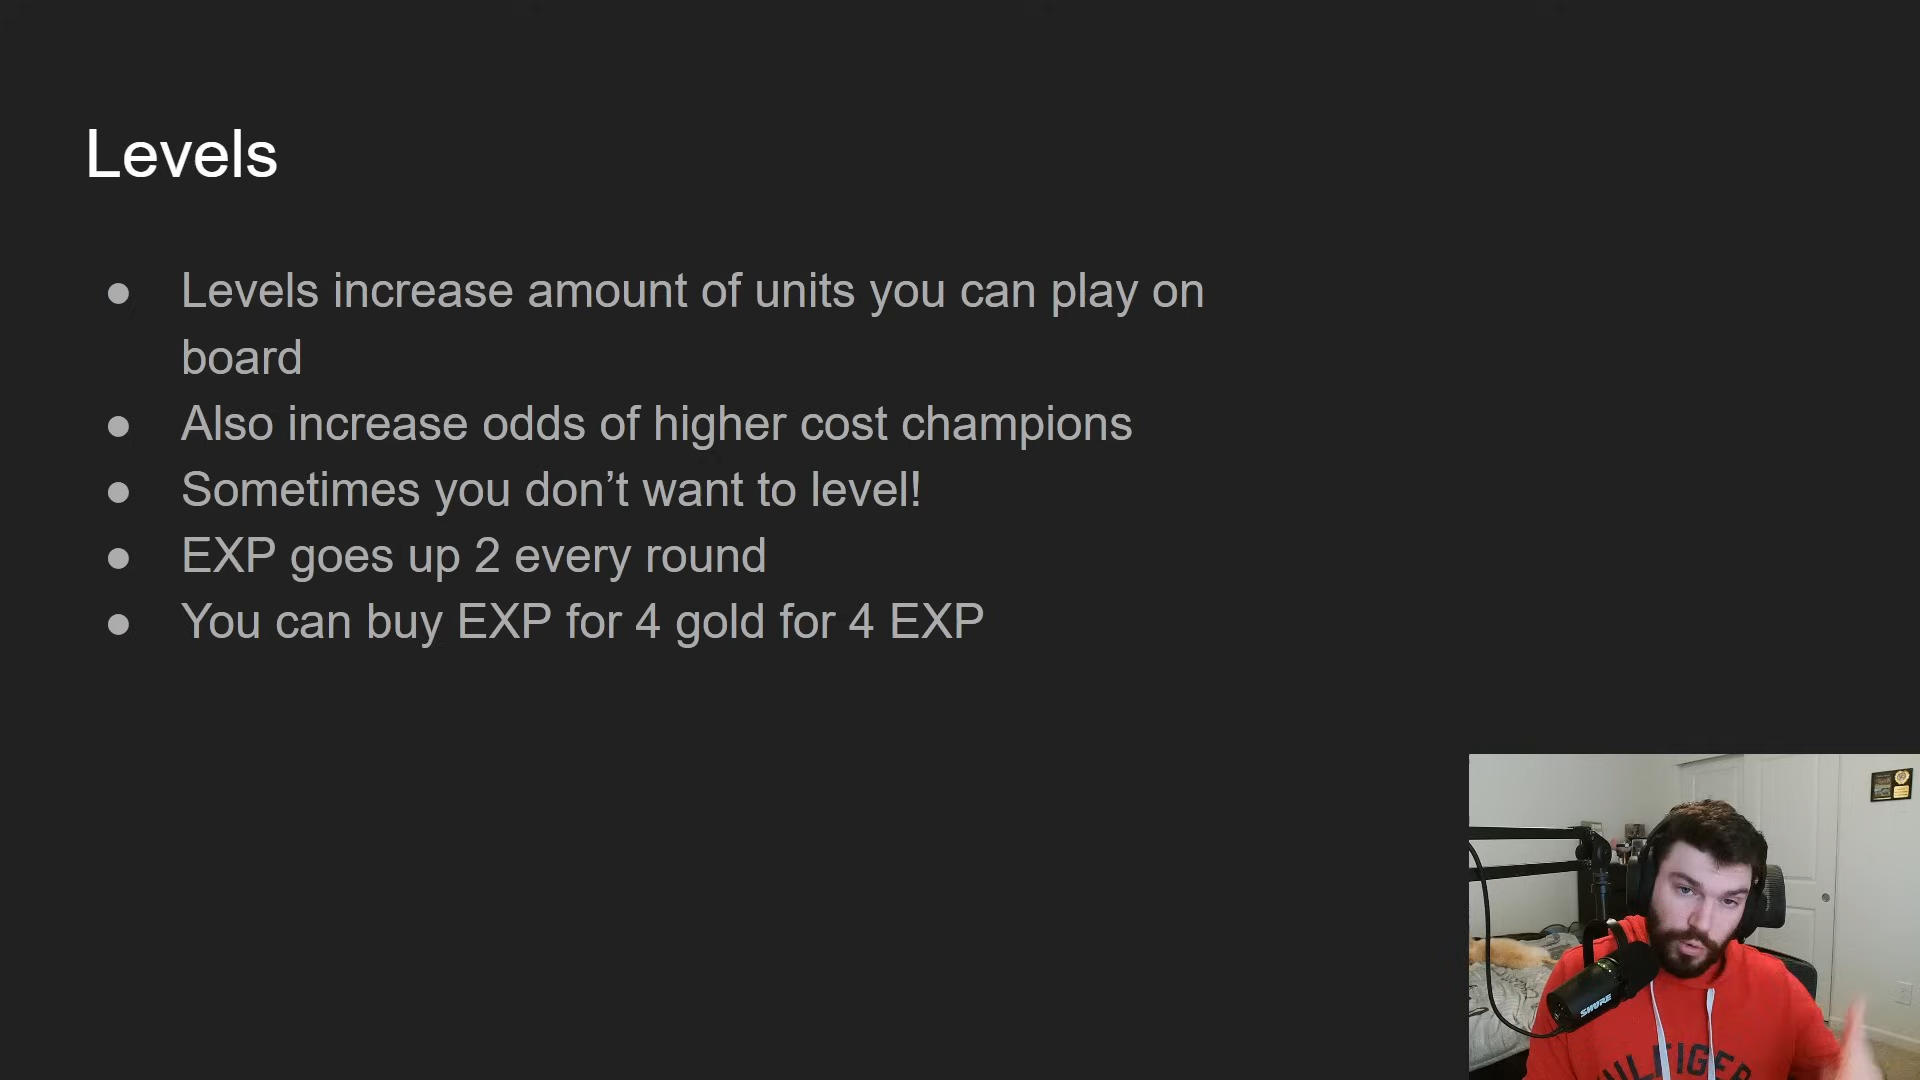 Levels
● Levels increase amount of units you can play on
board
● Also increase odds of higher cost champions
● Sometimes you don’t want to level!
● EXP goes up 2 every round
● You can buy EXP for 4 gold for 4 EXP
SHURE